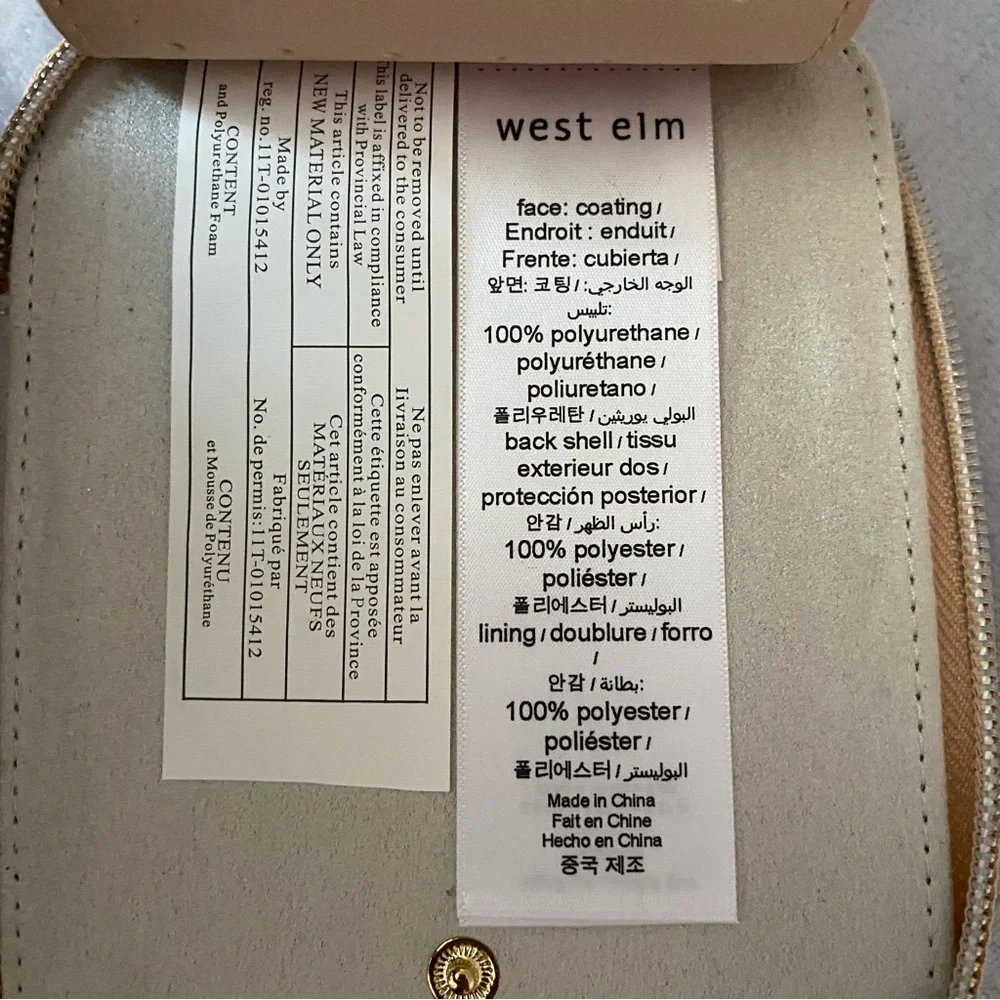 Not to be removed until
delivered to the consumer
his label is affixed in compliance
with Provincial Law
This article contains
NEW MATERIAL ONLY
Made by
reg. no.11T-01015412
CONTENT
and Polyurethane Foam
Ne pas enlever avant la
livraison au consommateur
Cette étiquette est apposée
conformément à la loi de la Province
Cet article contient des
MATÉRIAUX NEUFS
SEULEMENT
Fabriqué par
No. de permis:11T-01015412
CONTENU
et Mousse de Polyuréthane
west elm
face: coating /
Endroit : enduit /
Frente: cubierta /
앞면: 코팅 / الوجه الخارجي:
تلبيس:
100% polyurethane /
polyuréthane /
poliuretano /
폴리우레탄 / البولي يوريثين
back shell / tissu
exterieur dos /
protección posterior /
안감 / رأس الظهر:
100% polyester /
poliéster /
폴리에스터 / البوليستر
lining / doublure / forro
/
안감 / بطانة:
100% polyester /
poliéster /
폴리에스터 / البوليستر
Made in China
Fait en Chine
Hecho en China
중국 제조